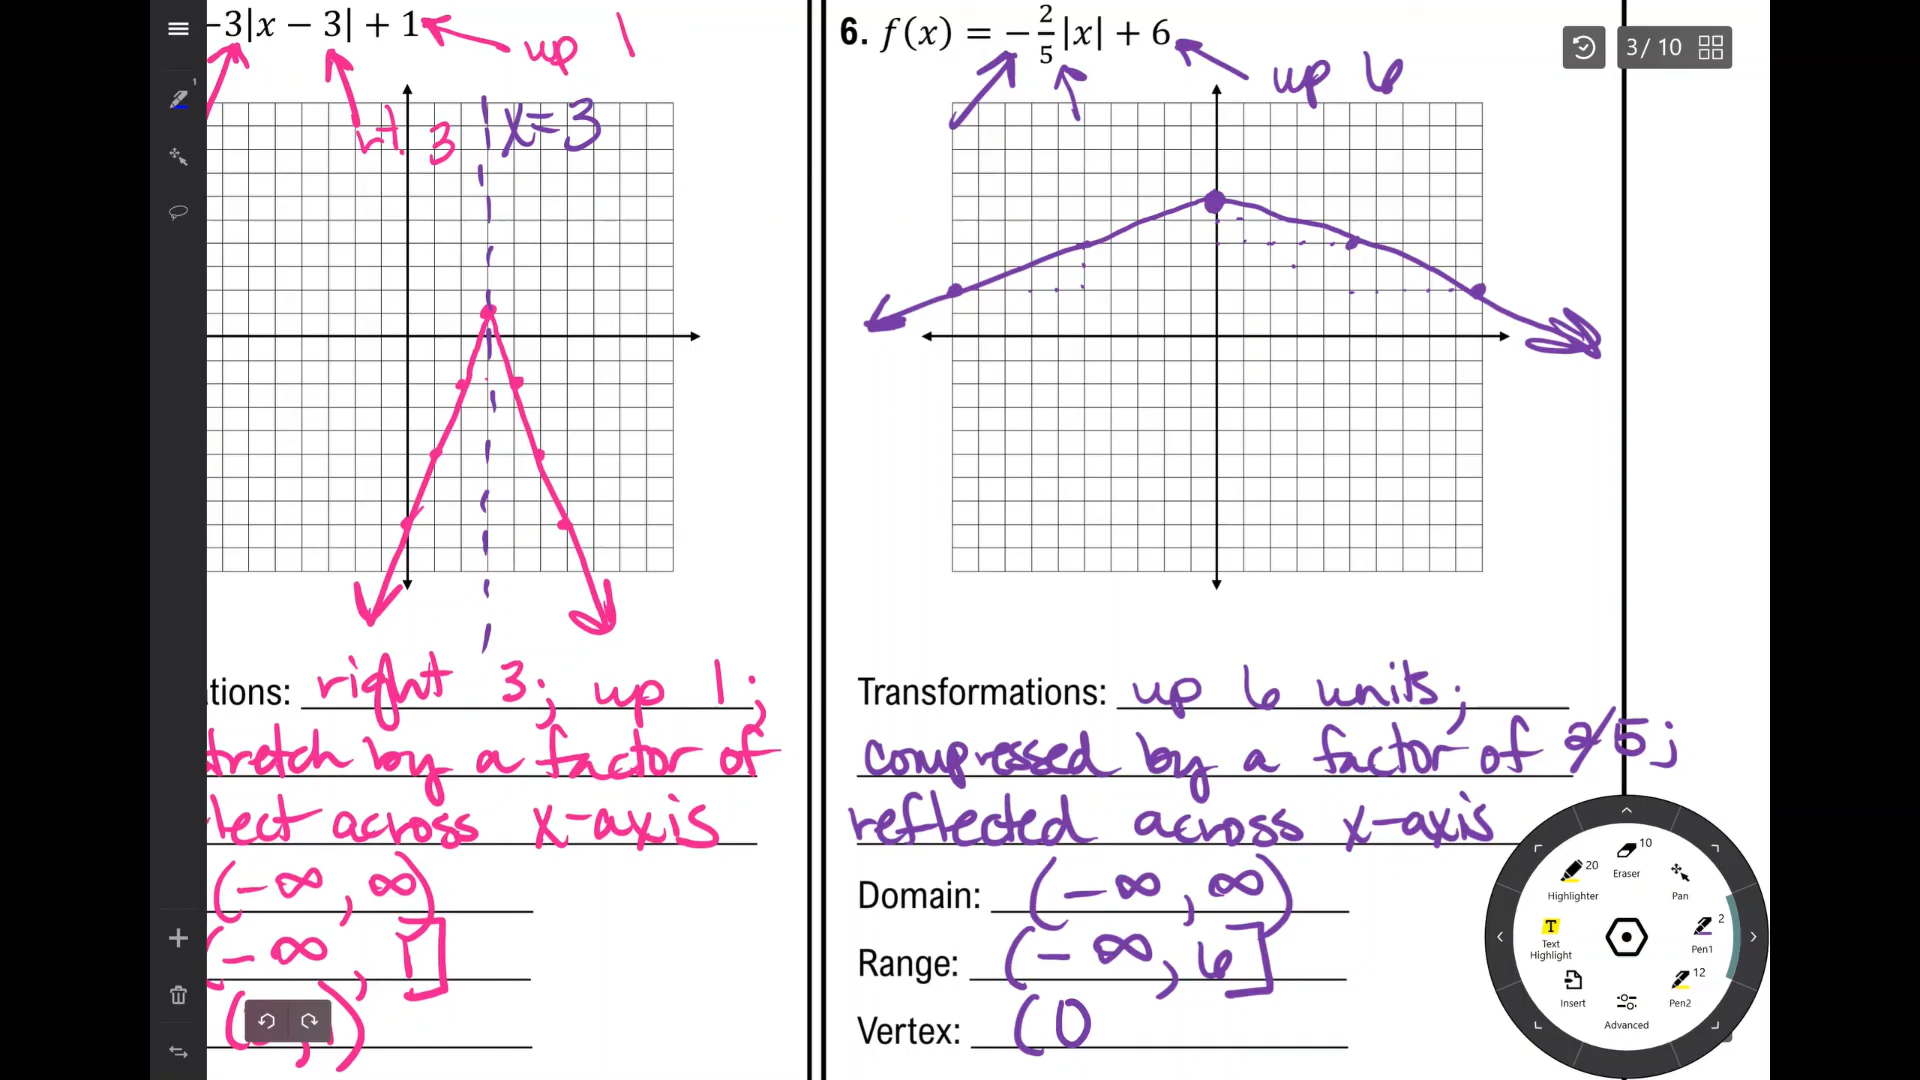 -3|x − 3| + 1
up 1
rt. 3
x=3
tions: right 3; up 1;
tretch by a factor of
lect across x-axis
(-∞, ∞)
(-∞, 1]
6. f(x) = −2/5|x| + 6
up 6
Transformations: up 6 units;
compressed by a factor of 2/5;
reflected across x-axis
Domain: (-∞, ∞)
Range: (-∞, 6]
Vertex: (0
3 / 10
1
10
Eraser
20
Highlighter
Pan
T
Text
Highlight
2
Pen1
Insert
12
Pen2
Advanced